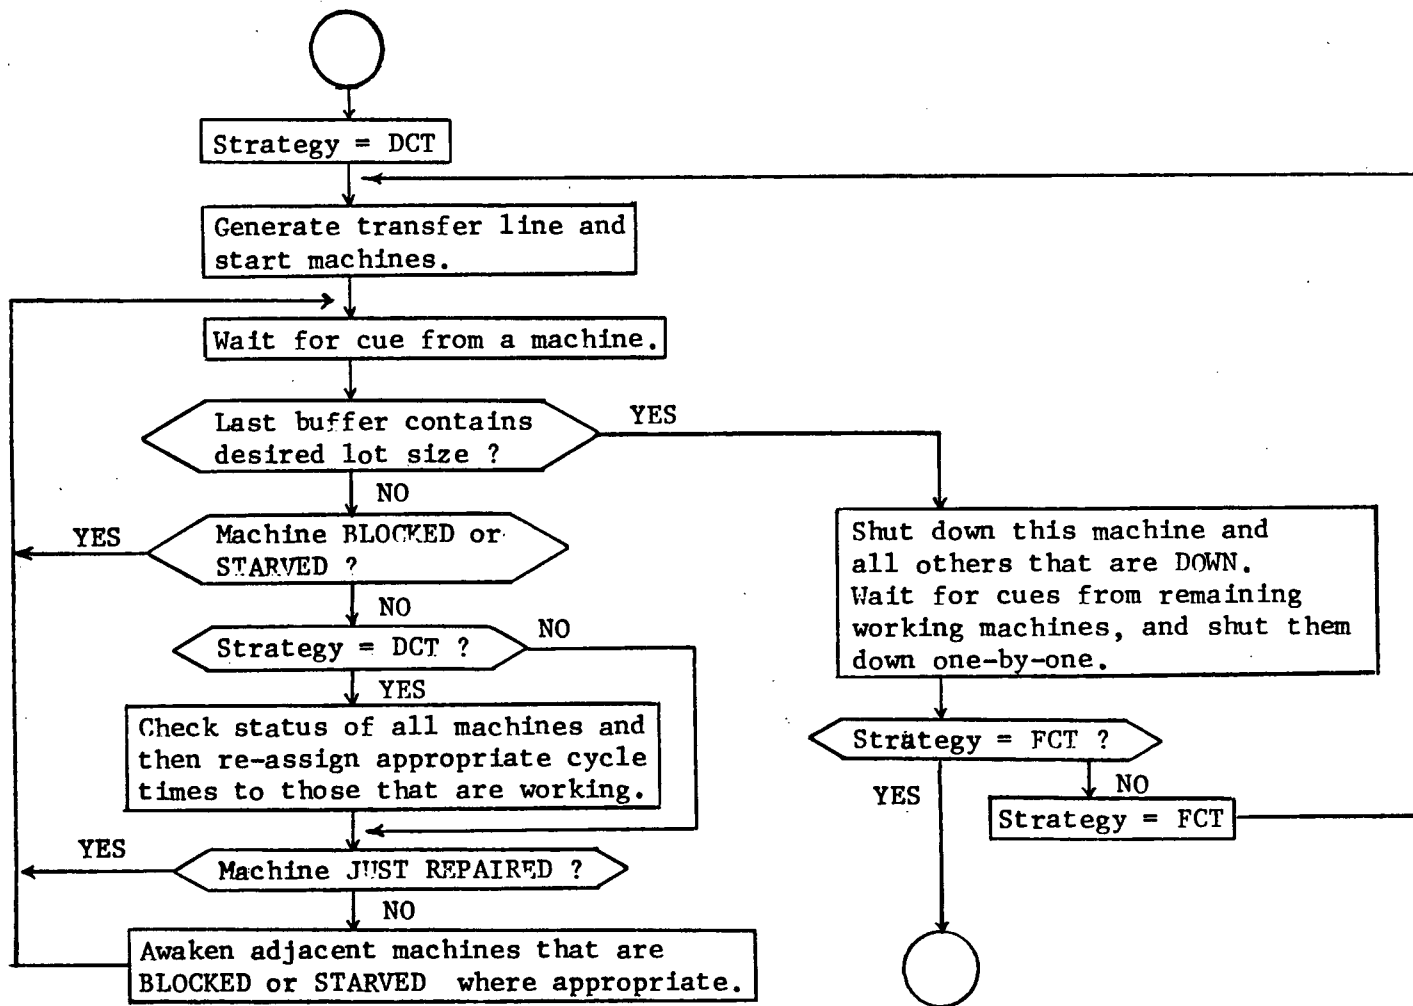 Strategy = DCT
Generate transfer line and
start machines.
Wait for cue from a machine.
Last buffer contains
desired lot size ?
YES
NO
Machine BLOCKED or
STARVED ?
YES
NO
Strategy = DCT ?
NO
YES
Check status of all machines and
then re-assign appropriate cycle
times to those that are working.
Machine JUST REPAIRED ?
YES
NO
Awaken adjacent machines that are
BLOCKED or STARVED where appropriate.
Shut down this machine and
all others that are DOWN.
Wait for cues from remaining
working machines, and shut them
down one-by-one.
Strategy = FCT ?
YES
NO
Strategy = FCT